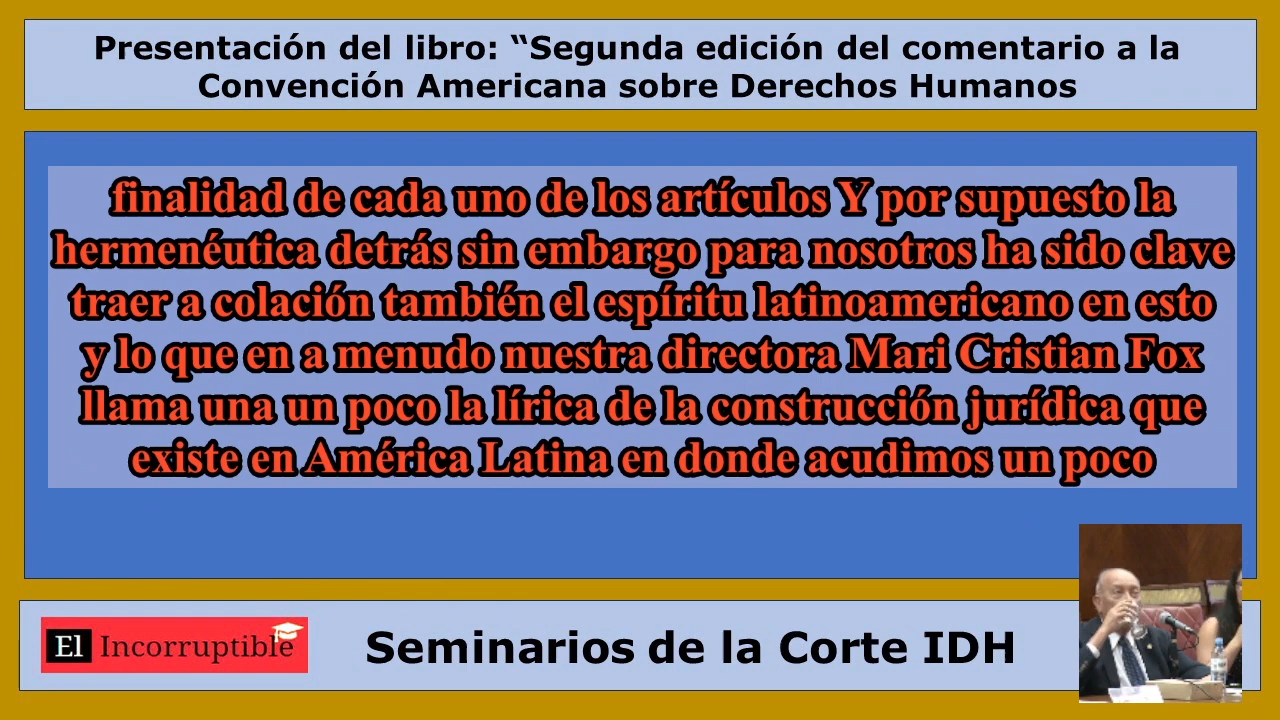 Presentación del libro: “Segunda edición del comentario a la
Convención Americana sobre Derechos Humanos
finalidad de cada uno de los artículos Y por supuesto la
hermenéutica detrás sin embargo para nosotros ha sido clave
traer a colación también el espíritu latinoamericano en esto
y lo que en a menudo nuestra directora Mari Cristian Fox
llama una un poco la lírica de la construcción jurídica que
existe en América Latina en donde acudimos un poco
El Incorruptible
Seminarios de la Corte IDH